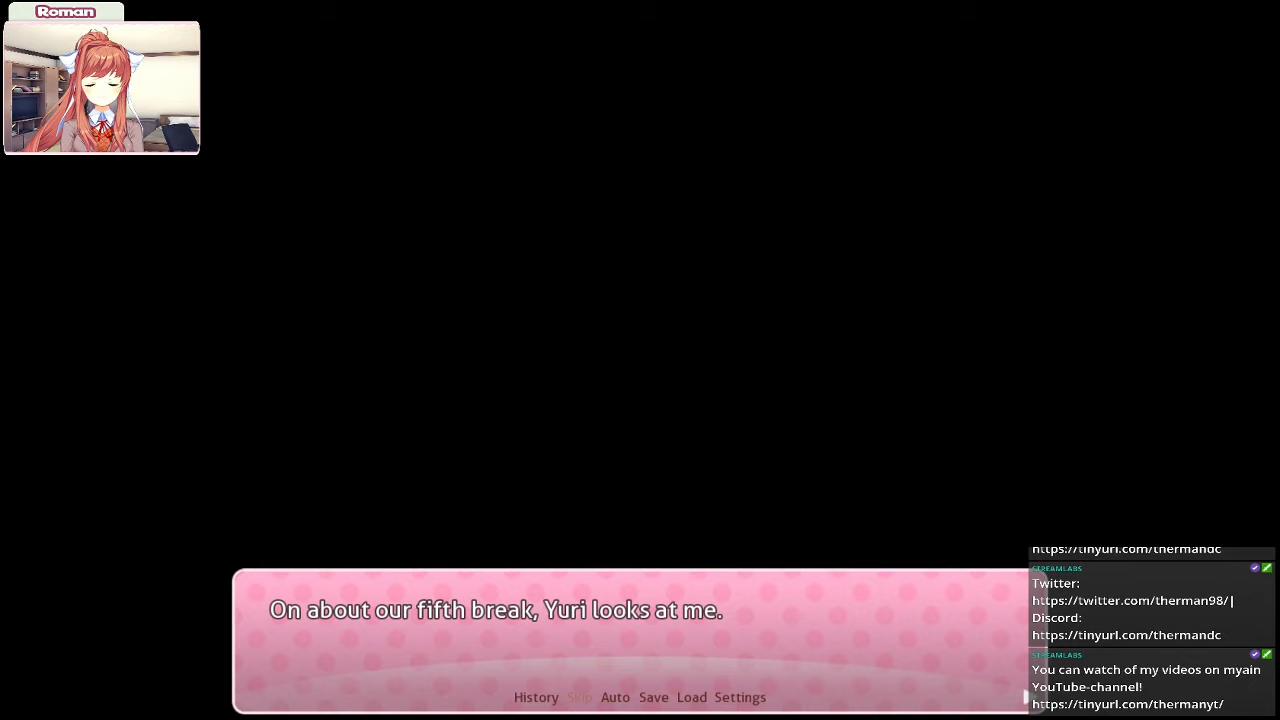 Roman
https://tinyurl.com/thermandc
STREAMLABS
Twitter:
https://twitter.com/therman98/|
Discord:
https://tinyurl.com/thermandc
STREAMLABS
You can watch of my videos on myain
YouTube-channel!
https://tinyurl.com/thermanyt/
On about our fifth break, Yuri looks at me.
History Skip Auto Save Load Settings